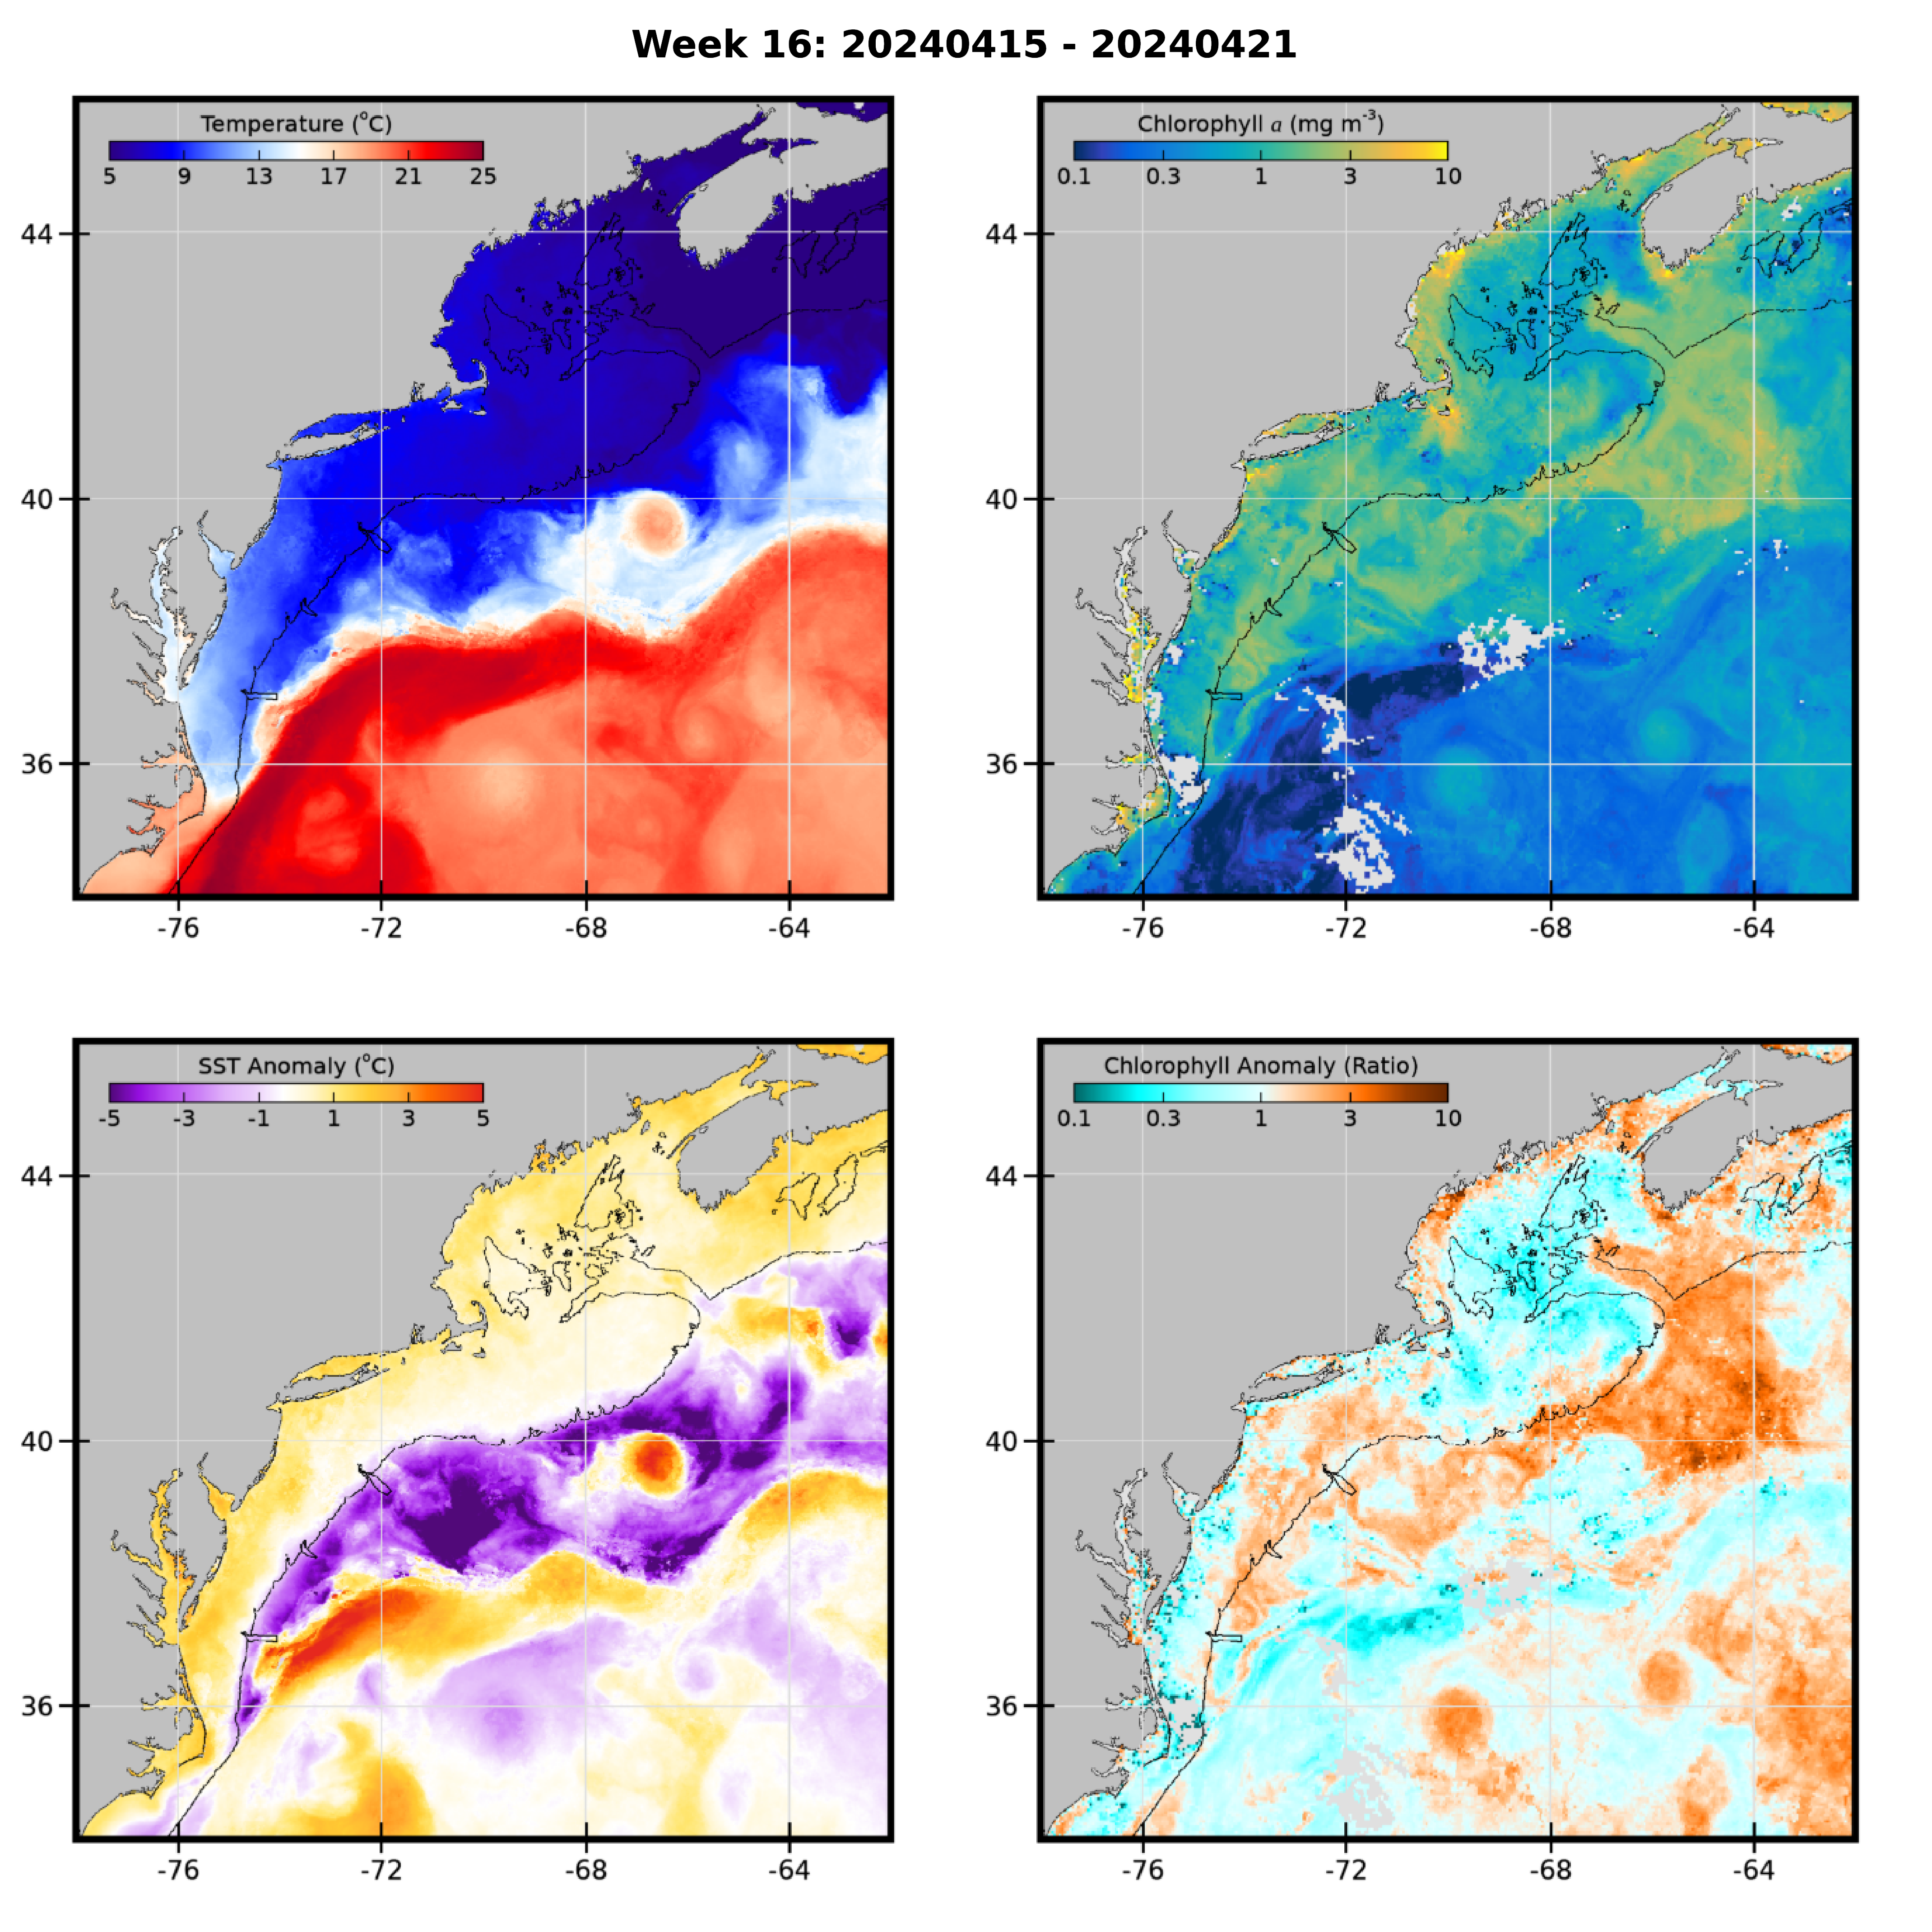 Week 16: 20240415 - 20240421
Temperature (°C)
5 9 13 17 21 25
44
40
36
-76 -72 -68 -64
Chlorophyll a (mg m⁻³)
0.1 0.3 1 3 10
44
40
36
-76 -72 -68 -64
SST Anomaly (°C)
-5 -3 -1 1 3 5
44
40
36
-76 -72 -68 -64
Chlorophyll Anomaly (Ratio)
0.1 0.3 1 3 10
44
40
36
-76 -72 -68 -64